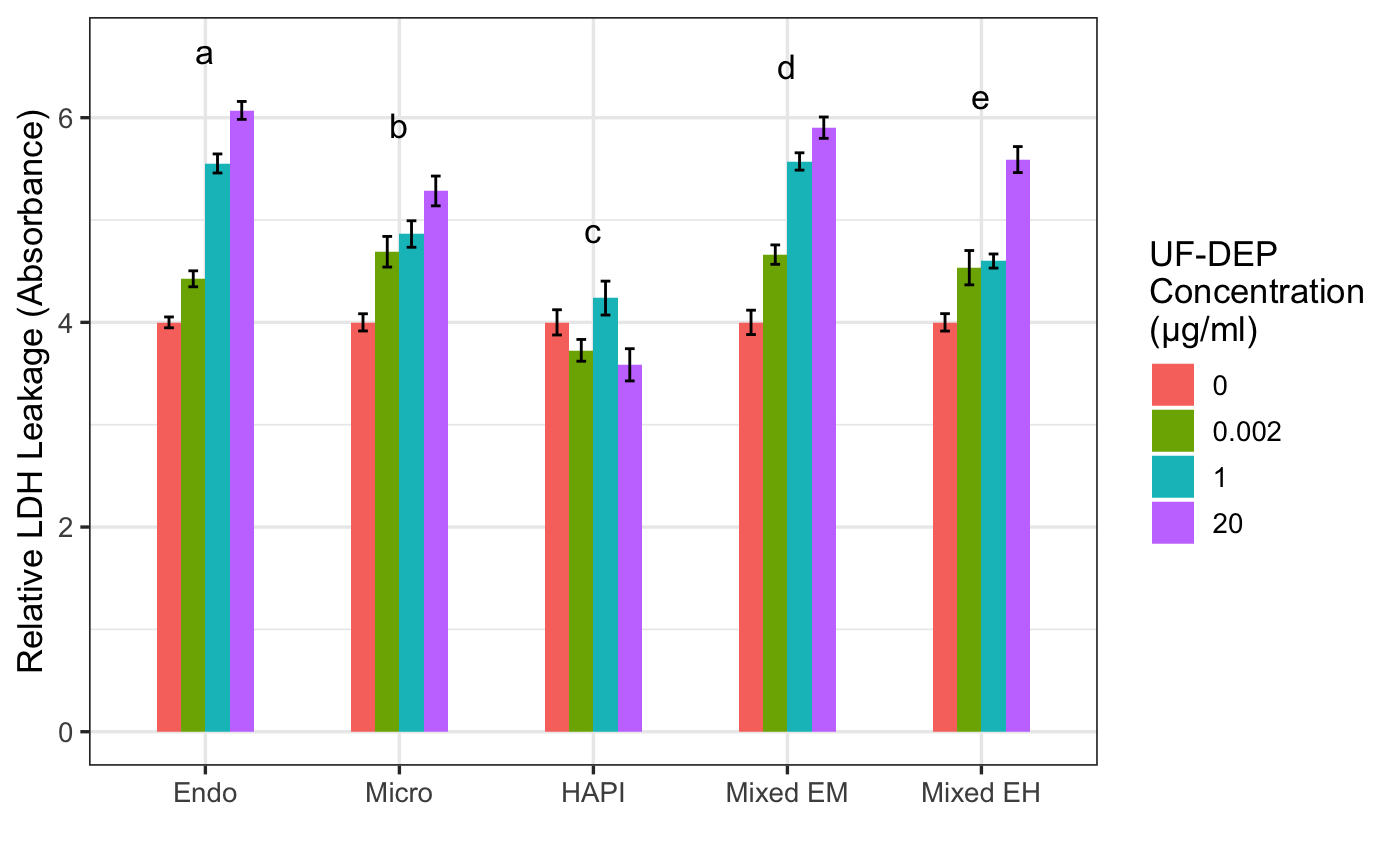 Relative LDH Leakage (Absorbance)
6
4
2
0
a
b
c
d
e
Endo
Micro
HAPI
Mixed EM
Mixed EH
UF-DEP
Concentration
(μg/ml)
0
0.002
1
20